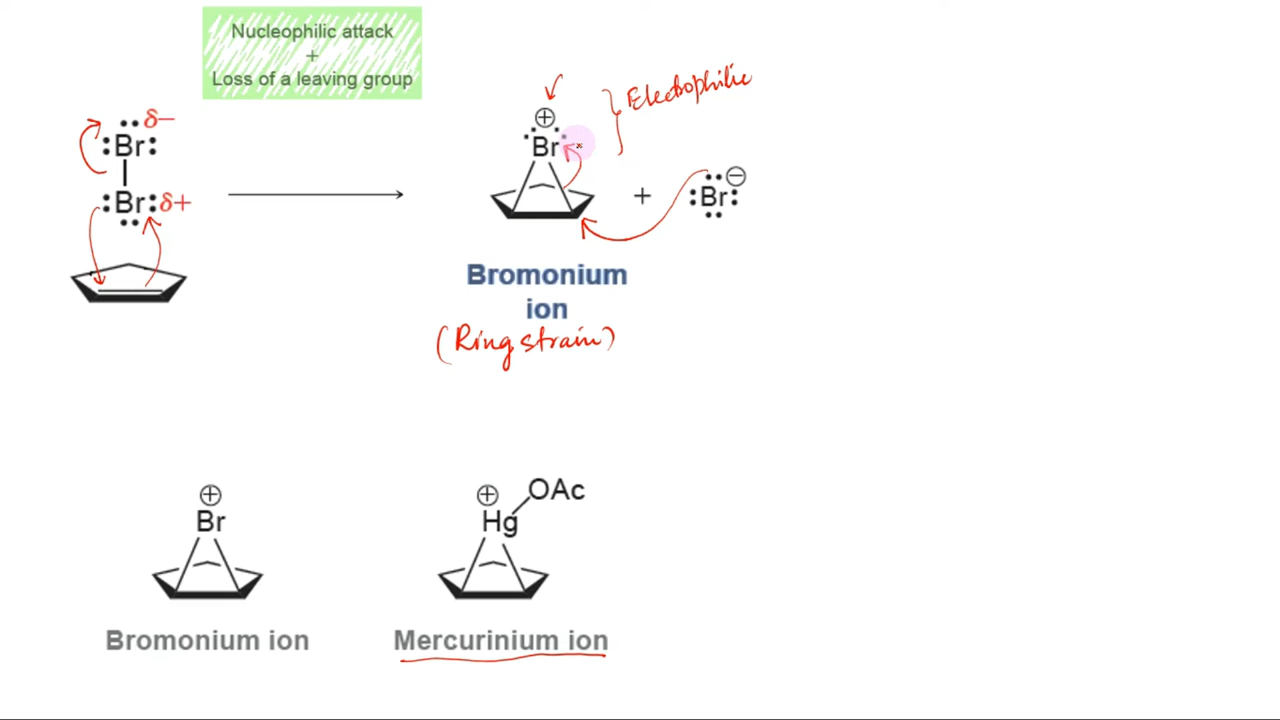 Nucleophilic attack
+
Loss of a leaving group
Br δ−
Br δ+
⊕
Br
Electrophilic
+
Br ⊖
Bromonium
ion
(Ring strain)
⊕
Br
Bromonium ion
⊕ OAc
Hg
Mercurinium ion